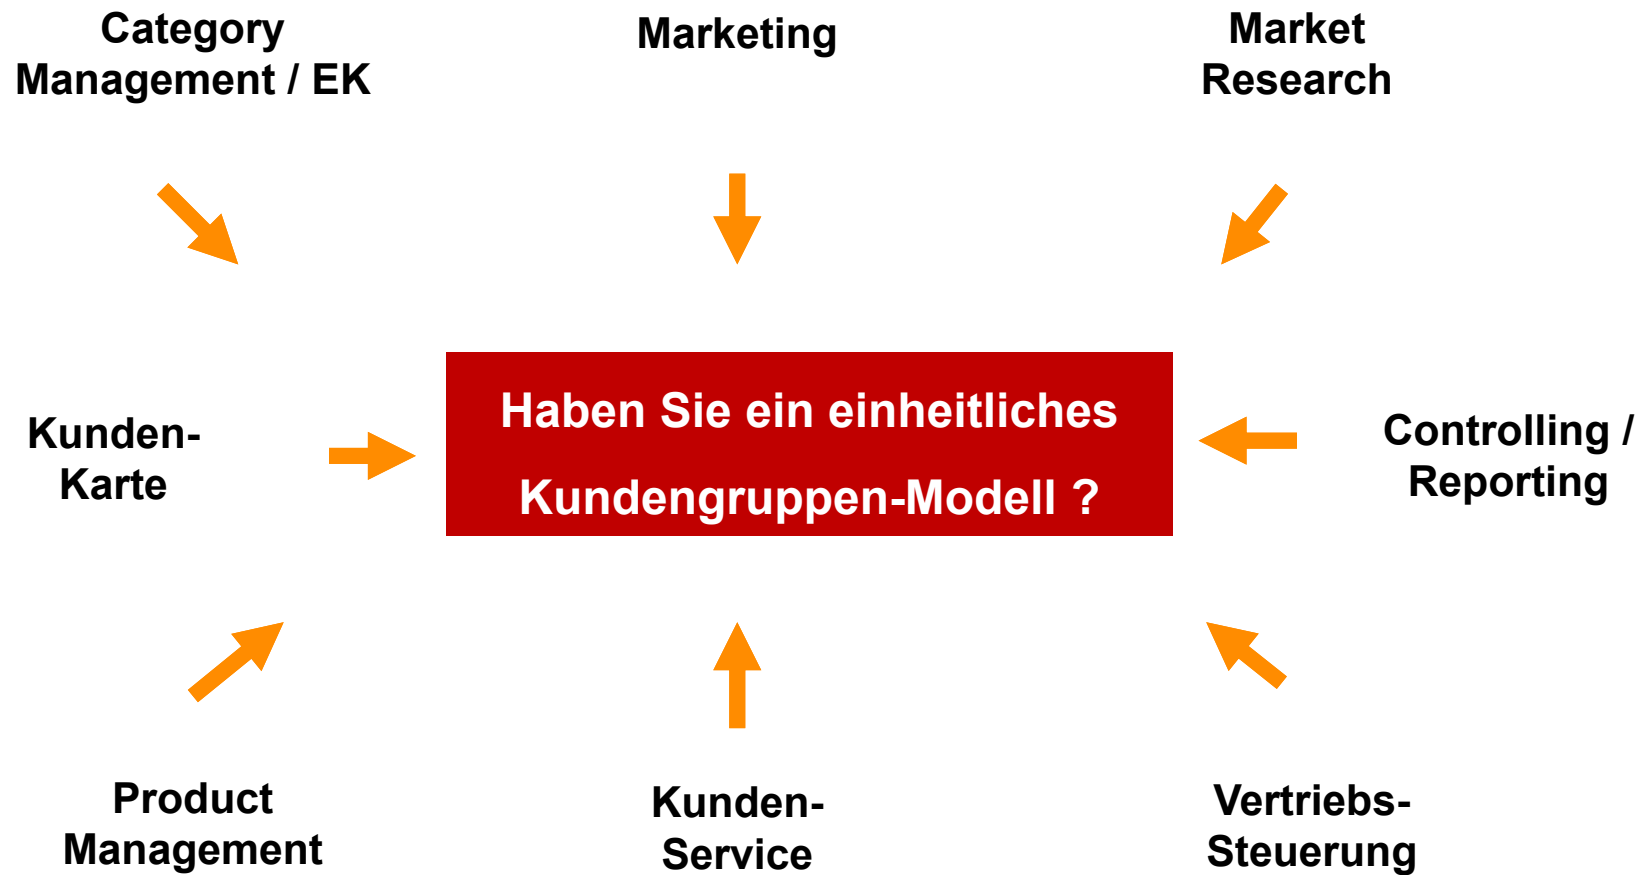 Category
Management / EK
Marketing
Market
Research
Kunden-
Karte
Haben Sie ein einheitliches
Kundengruppen-Modell ?
Controlling /
Reporting
Product
Management
Kunden-
Service
Vertriebs-
Steuerung